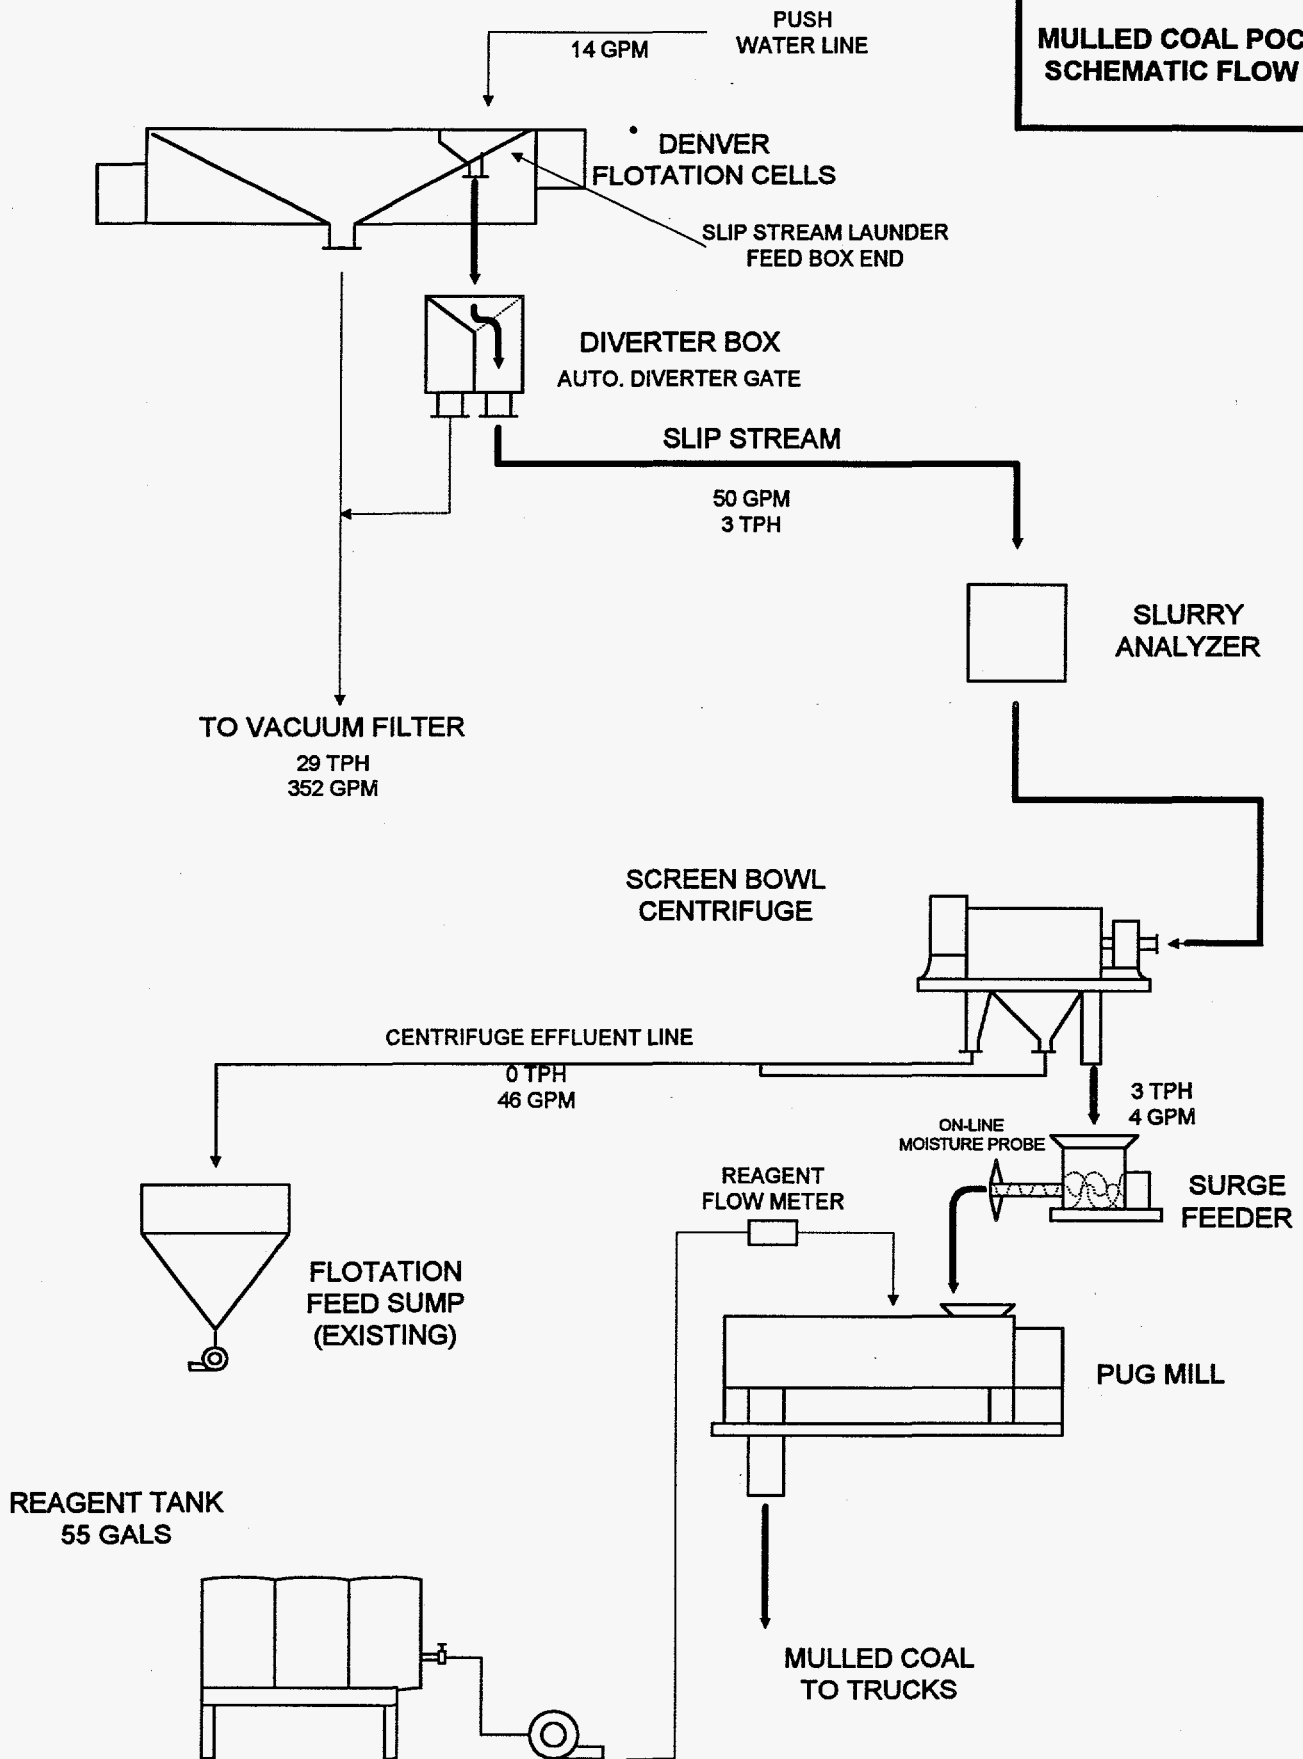 PUSH
WATER LINE
14 GPM
MULLED COAL POC
SCHEMATIC FLOW
DENVER
FLOTATION CELLS
SLIP STREAM LAUNDER
FEED BOX END
DIVERTER BOX
AUTO. DIVERTER GATE
SLIP STREAM
50 GPM
3 TPH
SLURRY
ANALYZER
TO VACUUM FILTER
29 TPH
352 GPM
SCREEN BOWL
CENTRIFUGE
CENTRIFUGE EFFLUENT LINE
0 TPH
46 GPM
3 TPH
4 GPM
ON-LINE
MOISTURE PROBE
SURGE
FEEDER
REAGENT
FLOW METER
FLOTATION
FEED SUMP
(EXISTING)
PUG MILL
REAGENT TANK
55 GALS
MULLED COAL
TO TRUCKS